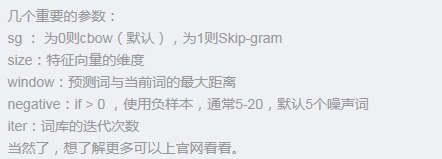 几个重要的参数：
sg ： 为0则cbow（默认），为1则Skip-gram
size：特征向量的维度
window：预测词与当前词的最大距离
negative：if > 0 ，使用负样本，通常5-20，默认5个噪声词
iter：词库的迭代次数
当然了，想了解更多可以上官网看看。